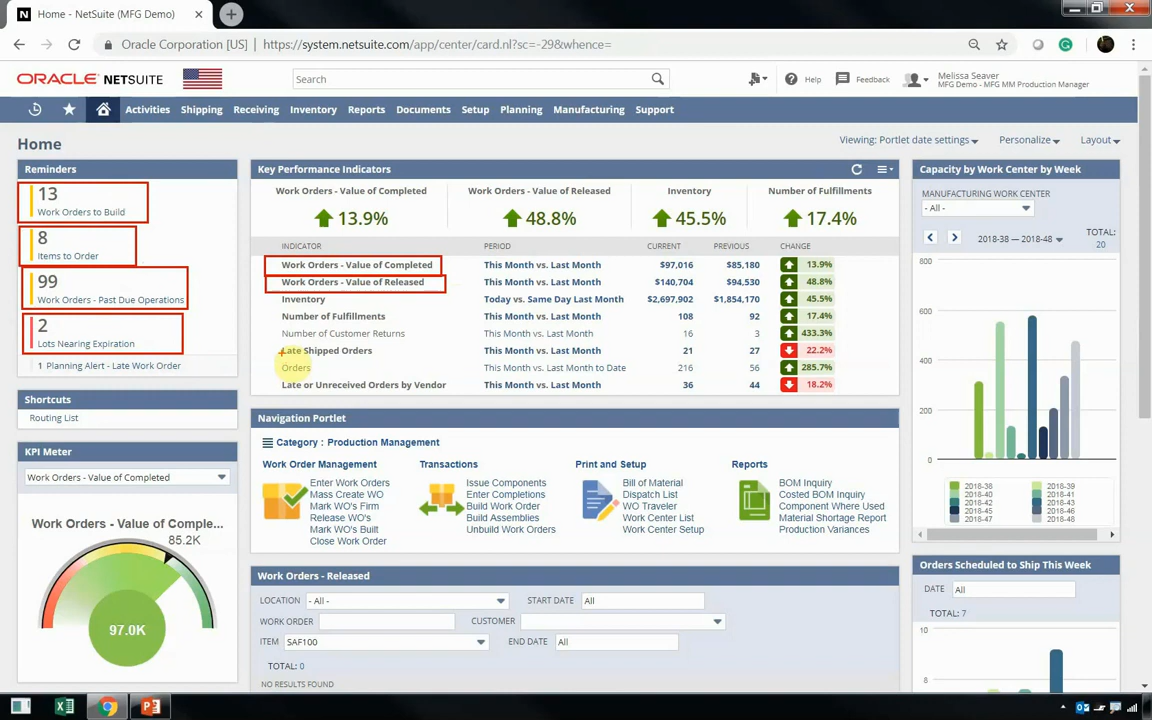 Home - NetSuite (MFG Demo)
Oracle Corporation [US] | https://system.netsuite.com/app/center/card.nl?sc=-29&whence=
ORACLE NETSUITE
Search
Help
Feedback
Melissa Seaver
MFG Demo - MFG MM Production Manager
Activities Shipping Receiving Inventory Reports Documents Setup Planning Manufacturing Support
Home
Viewing: Portlet date settings
Personalize
Layout
Reminders
13
Work Orders to Build
8
Items to Order
99
Work Orders - Past Due Operations
2
Lots Nearing Expiration
1 Planning Alert - Late Work Order
Shortcuts
Routing List
KPI Meter
Work Orders - Value of Completed
Work Orders - Value of Comple...
85.2K
97.0K
Key Performance Indicators
Work Orders - Value of Completed
13.9%
Work Orders - Value of Released
48.8%
Inventory
45.5%
Number of Fulfillments
17.4%
INDICATOR PERIOD CURRENT PREVIOUS CHANGE
Work Orders - Value of Completed This Month vs. Last Month $97,016 $85,180 13.9%
Work Orders - Value of Released This Month vs. Last Month $140,704 $94,530 48.8%
Inventory Today vs. Same Day Last Month $2,697,902 $1,854,170 45.5%
Number of Fulfillments This Month vs. Last Month 108 92 17.4%
Number of Customer Returns This Month vs. Last Month 16 3 433.3%
Late Shipped Orders This Month vs. Last Month 21 27 22.2%
Orders This Month vs. Last Month to Date 216 56 285.7%
Late or Unreceived Orders by Vendor This Month vs. Last Month 36 44 18.2%
Navigation Portlet
Category : Production Management
Work Order Management
Enter Work Orders
Mass Create WO
Mark WO's Firm
Release WO's
Mark WO's Built
Close Work Order
Transactions
Issue Components
Enter Completions
Build Work Order
Build Assemblies
Unbuild Work Orders
Print and Setup
Bill of Material
Dispatch List
WO Traveler
Work Center List
Work Center Setup
Reports
BOM Inquiry
Costed BOM Inquiry
Component Where Used
Material Shortage Report
Production Variances
Work Orders - Released
LOCATION - All - START DATE All
WORK ORDER CUSTOMER
ITEM SAF100 END DATE All
TOTAL: 0
NO RESULTS FOUND
Capacity by Work Center by Week
MANUFACTURING WORK CENTER
- All -
2018-38 — 2018-48
TOTAL:
20
800
600
400
200
0
2018-38 2018-39
2018-40 2018-41
2018-42 2018-43
2018-45 2018-46
2018-47 2018-48
Orders Scheduled to Ship This Week
DATE All
TOTAL: 7
10
8